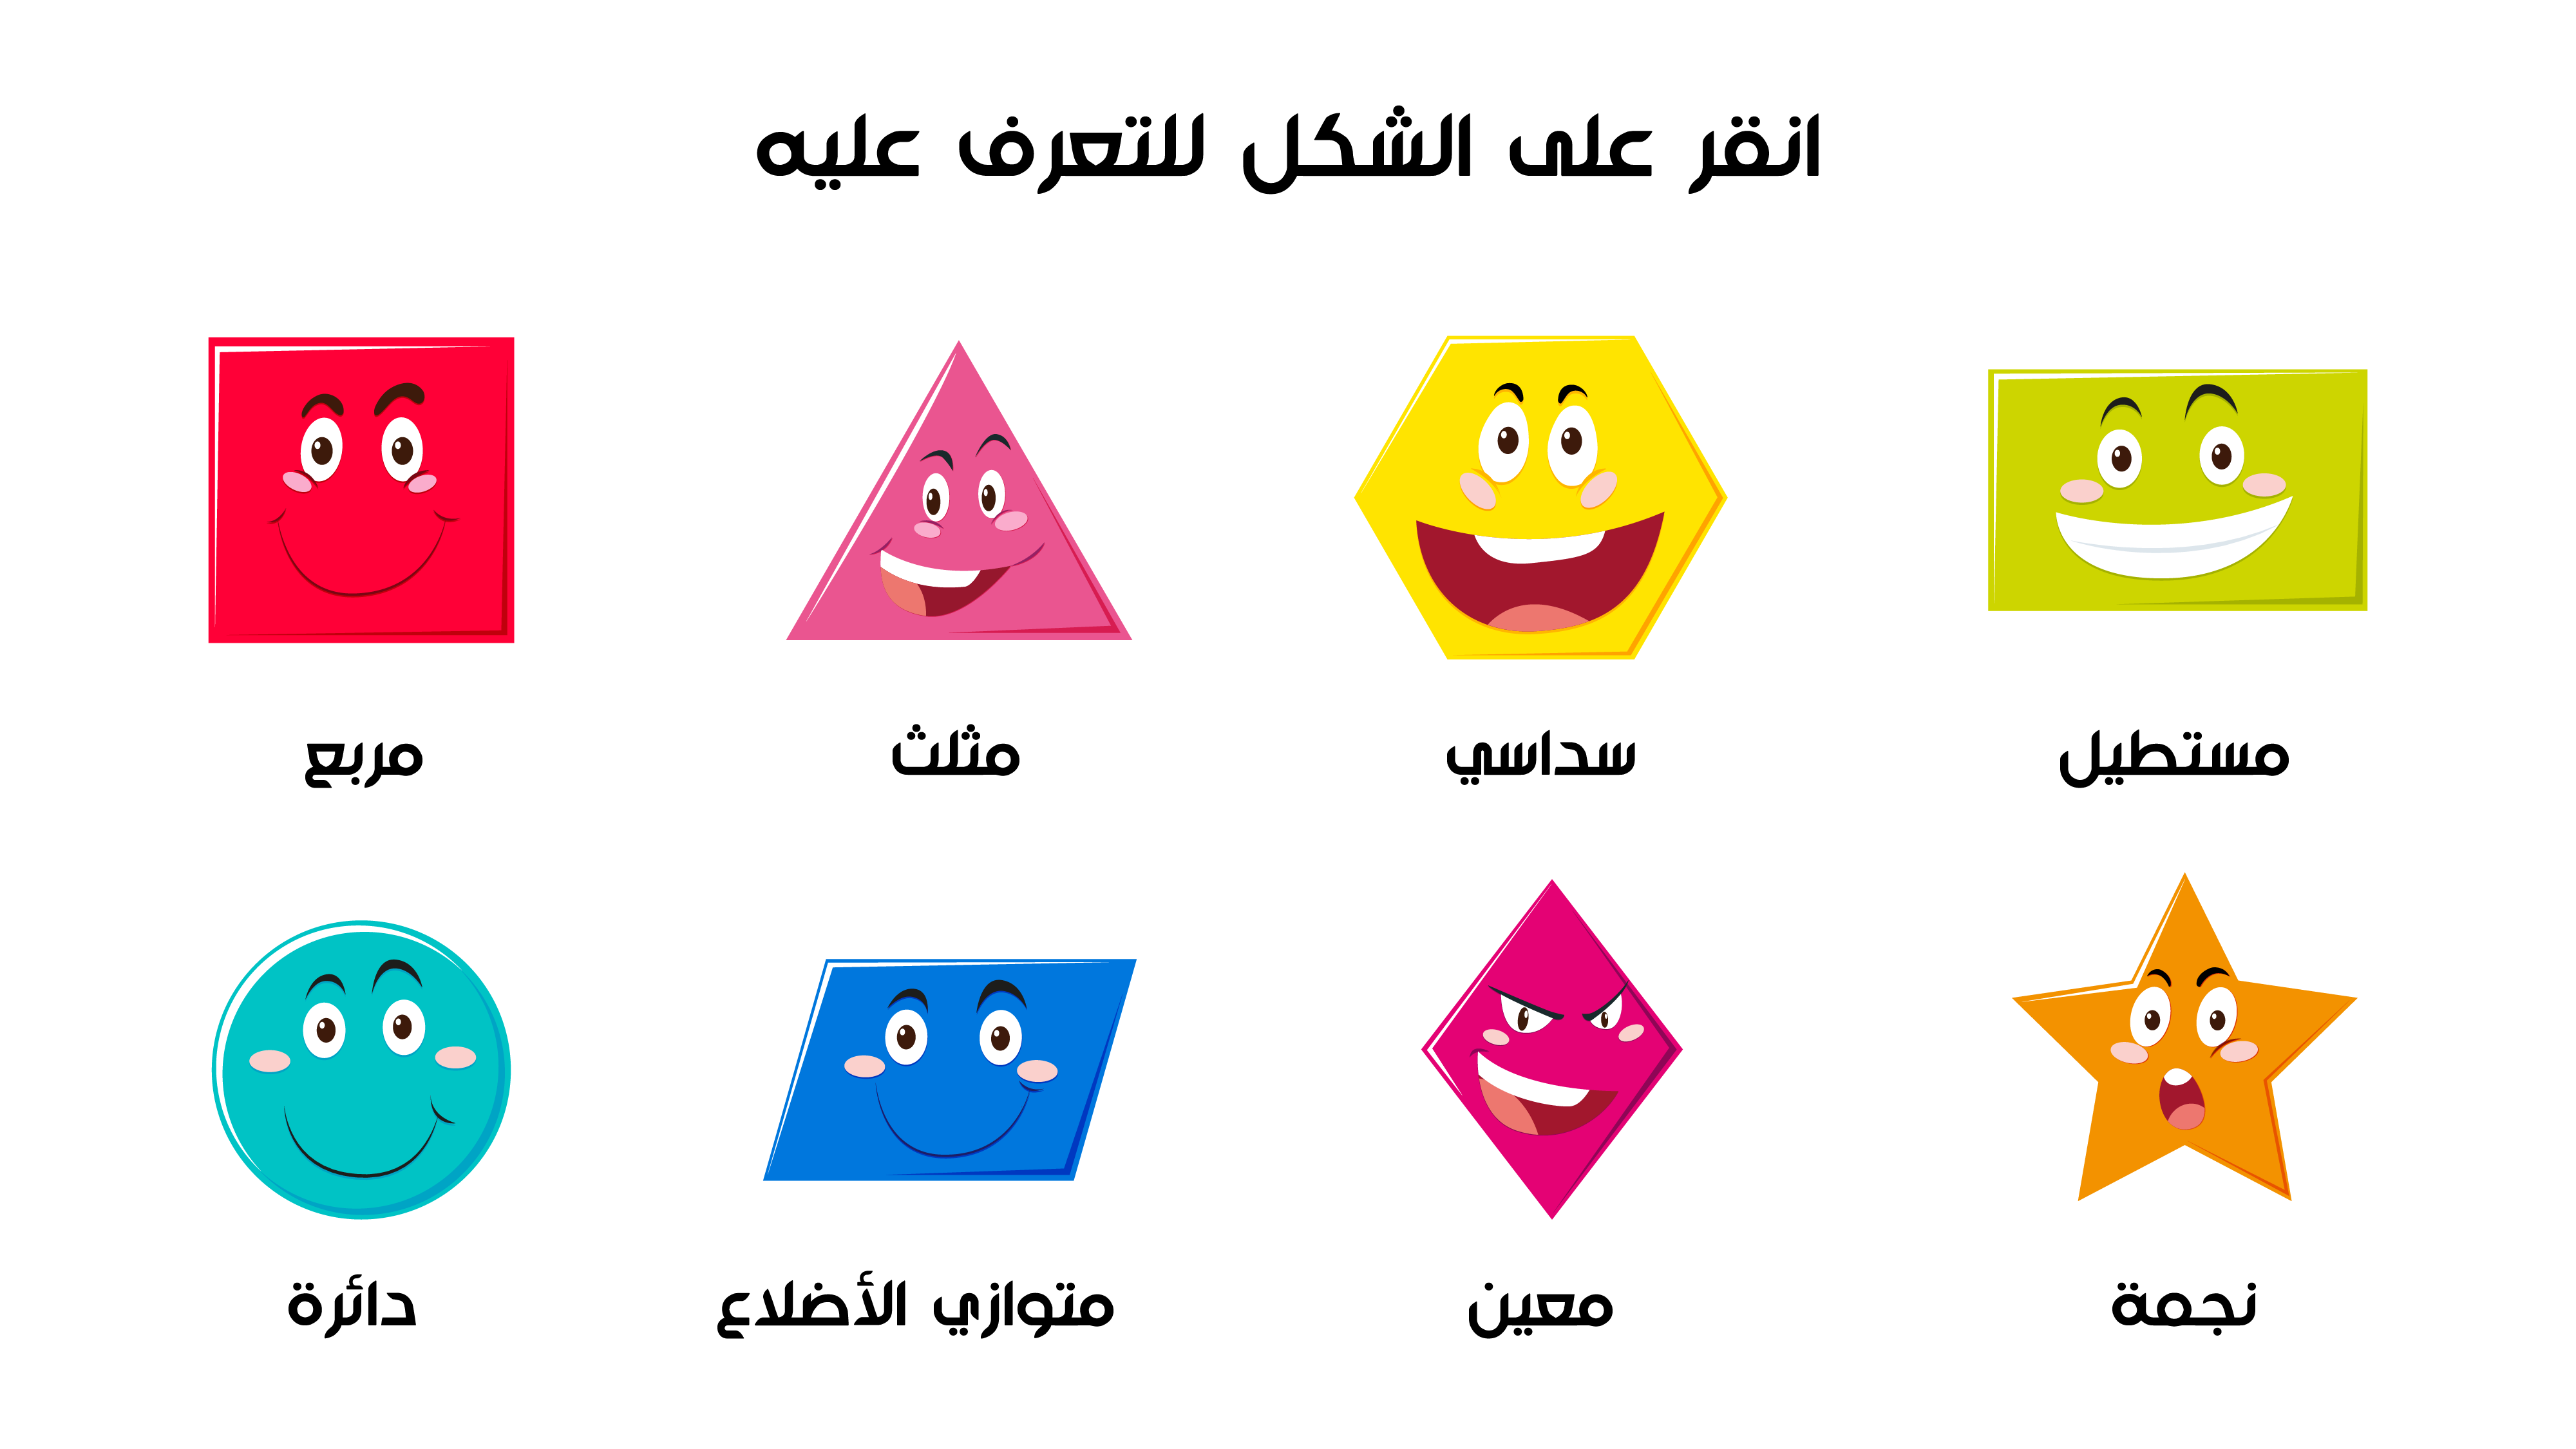 انقر على الشكل للتعرف عليه
مستطيل
سداسي
مثلث
مربع
نجمة
معين
متوازي الأضلاع
دائرة